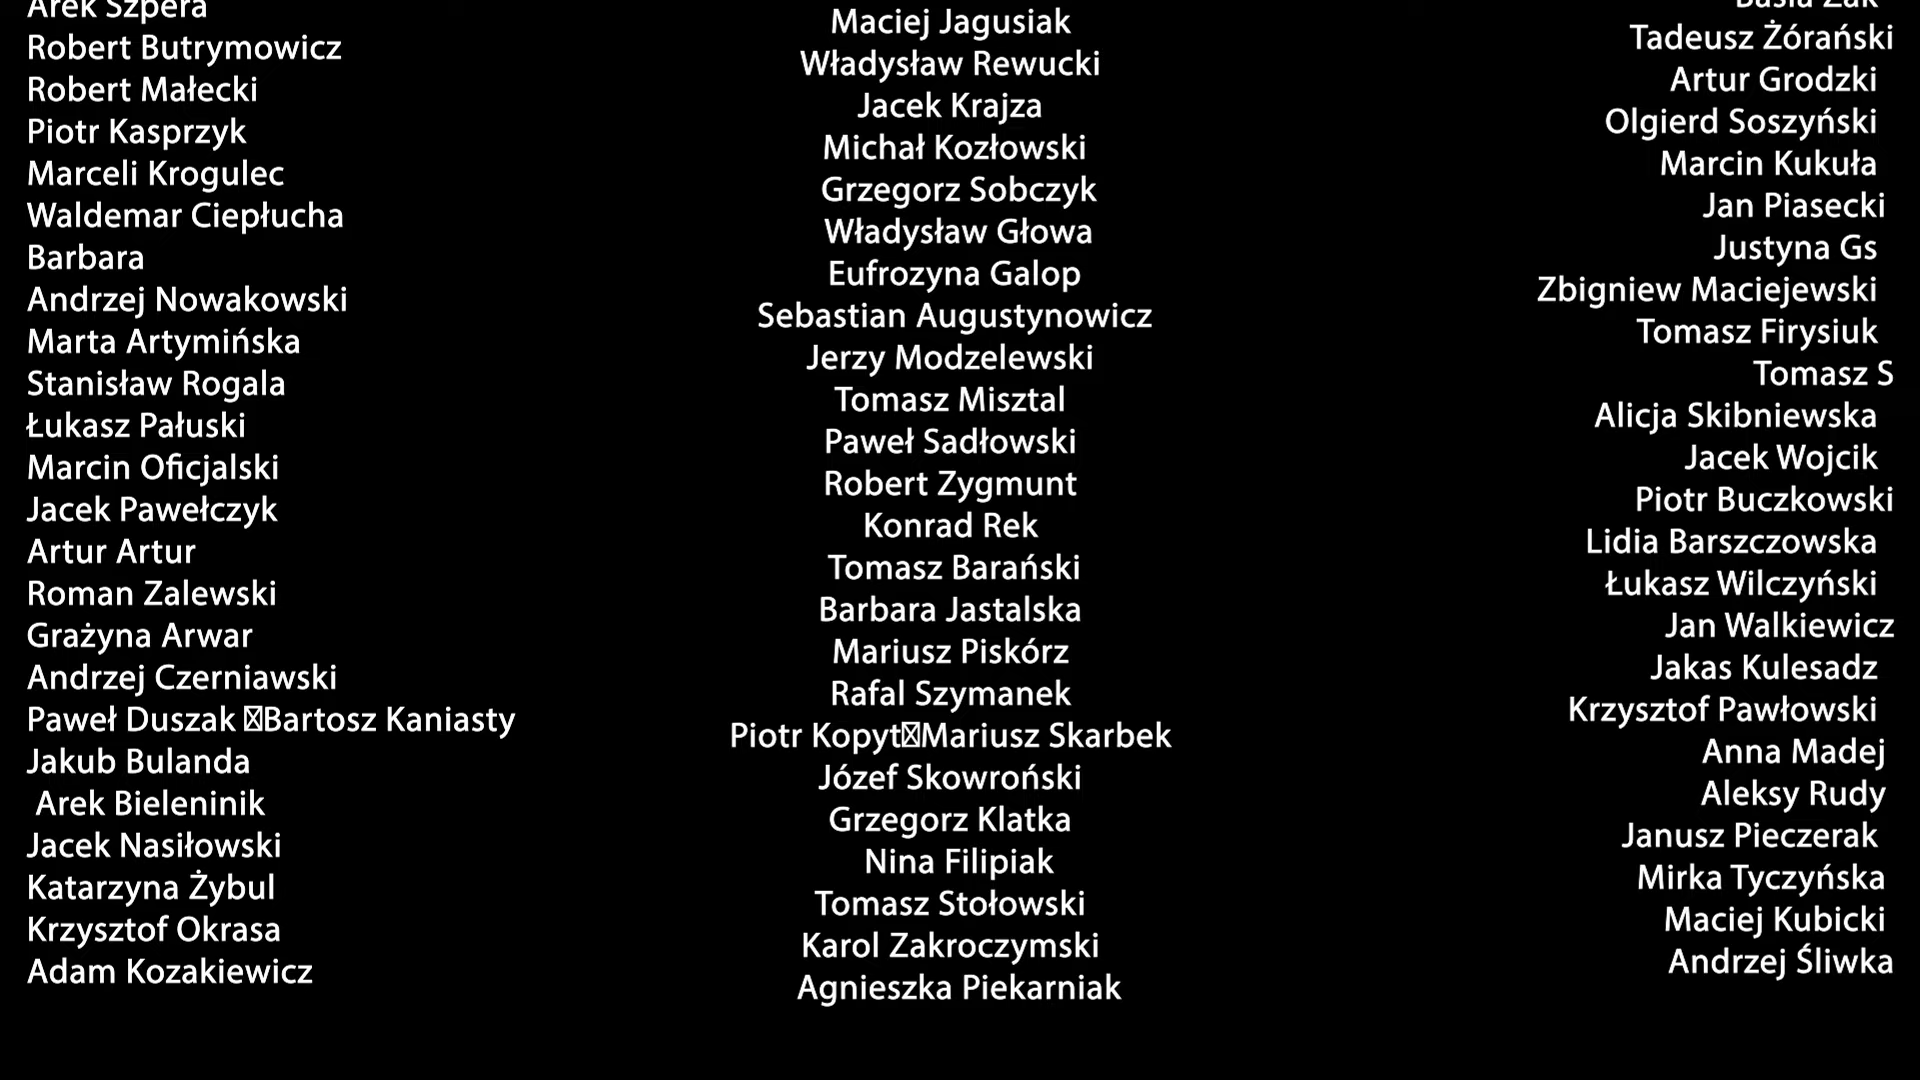 Arek Szpera
Robert Butrymowicz
Robert Małecki
Piotr Kasprzyk
Marceli Krogulec
Waldemar Ciepłucha
Barbara
Andrzej Nowakowski
Marta Artymińska
Stanisław Rogala
Łukasz Pałuski
Marcin Oficjalski
Jacek Pawełczyk
Artur Artur
Roman Zalewski
Grażyna Arwar
Andrzej Czerniawski
Paweł Duszak Bartosz Kaniasty
Jakub Bulanda
Arek Bieleninik
Jacek Nasiłowski
Katarzyna Żybul
Krzysztof Okrasa
Adam Kozakiewicz
Maciej Jagusiak
Władysław Rewucki
Jacek Krajza
Michał Kozłowski
Grzegorz Sobczyk
Władysław Głowa
Eufrozyna Galop
Sebastian Augustynowicz
Jerzy Modzelewski
Tomasz Misztal
Paweł Sadłowski
Robert Zygmunt
Konrad Rek
Tomasz Barański
Barbara Jastalska
Mariusz Piskórz
Rafal Szymanek
Piotr Kopyt Mariusz Skarbek
Józef Skowroński
Grzegorz Klatka
Nina Filipiak
Tomasz Stołowski
Karol Zakroczymski
Agnieszka Piekarniak
Tadeusz Żórański
Artur Grodzki
Olgierd Soszyński
Marcin Kukuła
Jan Piasecki
Justyna Gs
Zbigniew Maciejewski
Tomasz Firysiuk
Tomasz S
Alicja Skibniewska
Jacek Wojcik
Piotr Buczkowski
Lidia Barszczowska
Łukasz Wilczyński
Jan Walkiewicz
Jakas Kulesadz
Krzysztof Pawłowski
Anna Madej
Aleksy Rudy
Janusz Pieczerak
Mirka Tyczyńska
Maciej Kubicki
Andrzej Śliwka